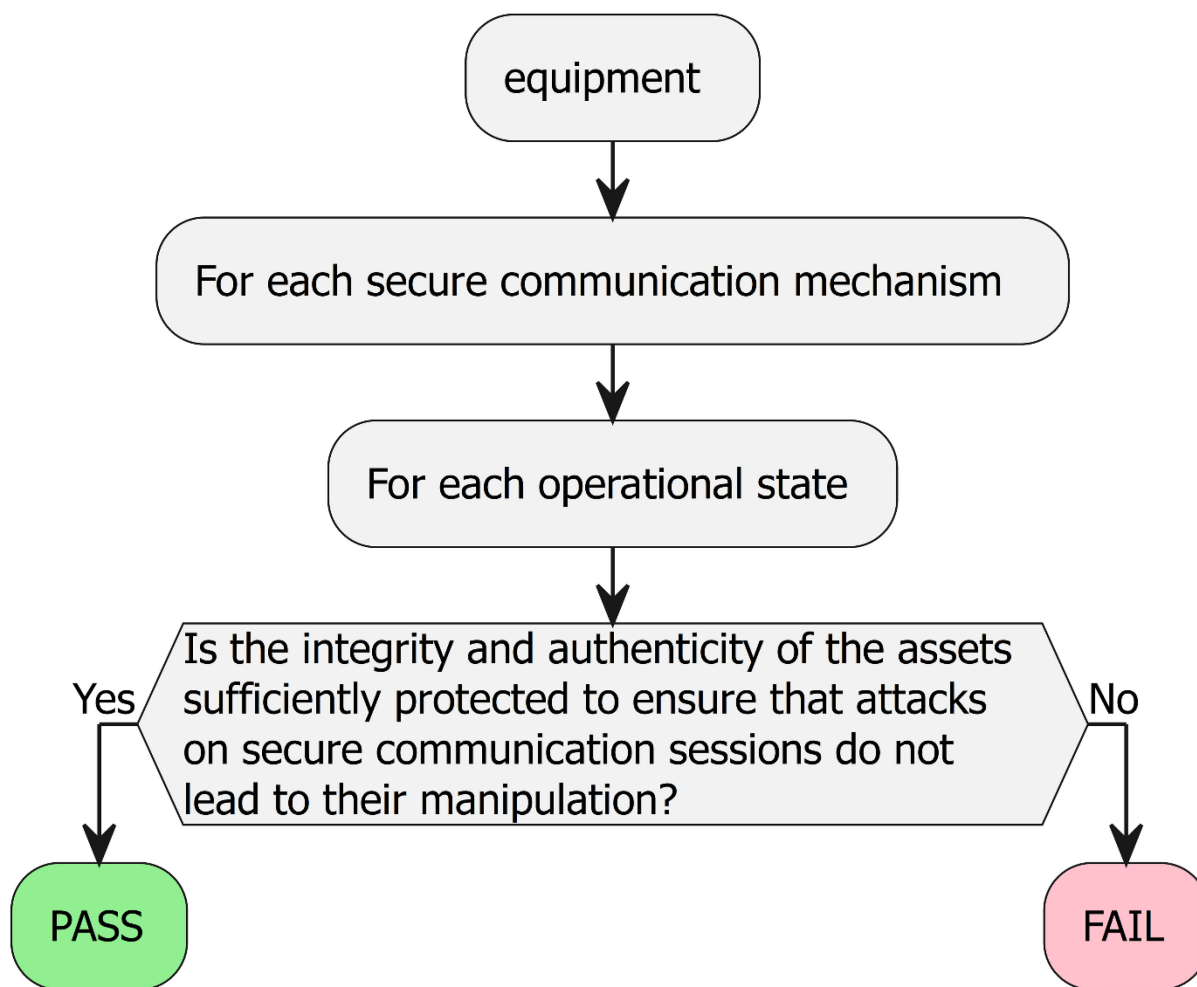 equipment
For each secure communication mechanism
For each operational state
Is the integrity and authenticity of the assets
sufficiently protected to ensure that attacks
on secure communication sessions do not
lead to their manipulation?
Yes
No
PASS
FAIL